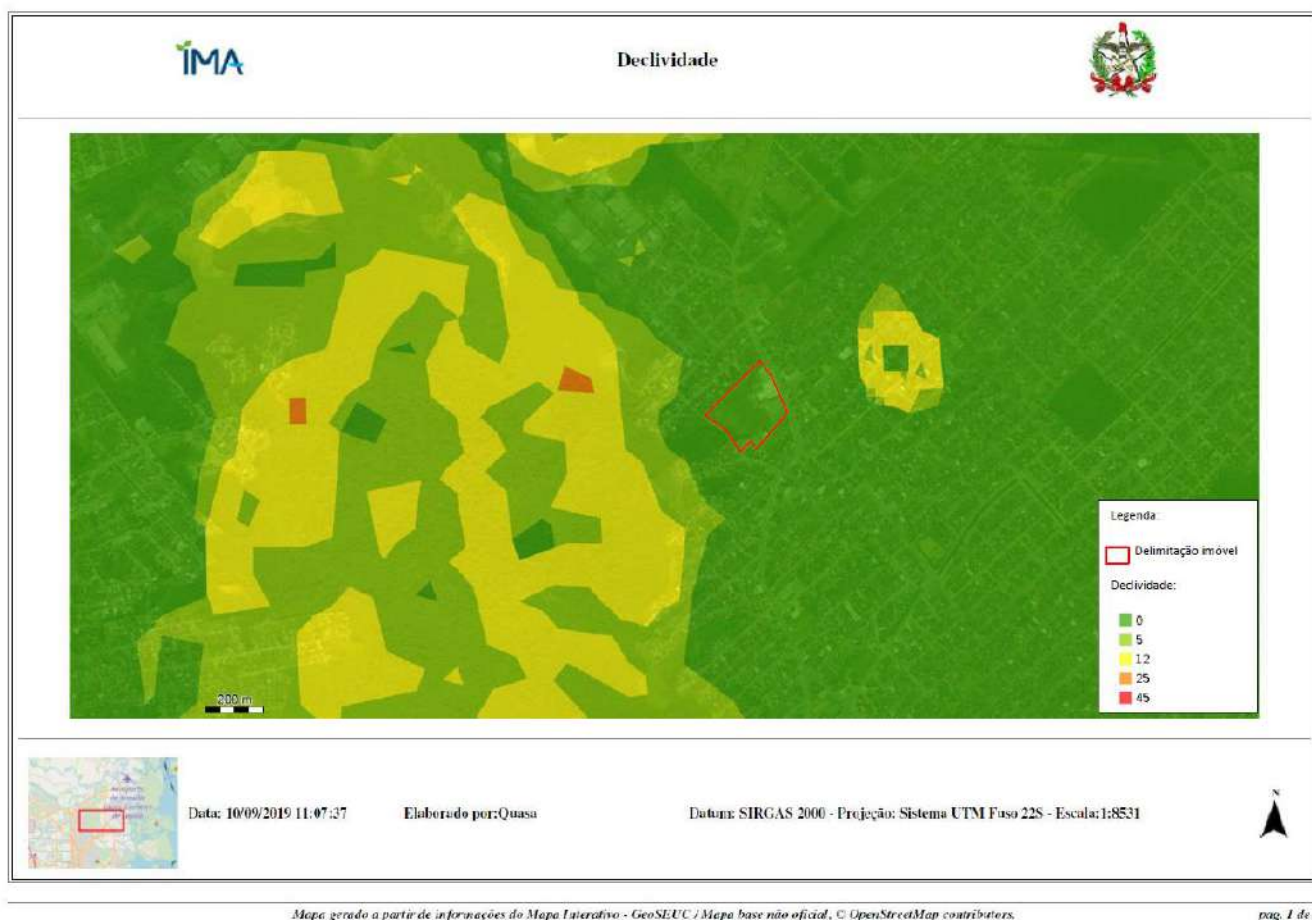 IMA
Declividade
200 m
Legenda:
Delimitação imóvel
Declividade:
0
5
12
25
45
Data: 10/09/2019 11:07:37
Elaborado por:Quasa
Datum: SIRGAS 2000 - Projeção: Sistema UTM Fuso 22S - Escala:1:8531
N
Mapa gerado a partir de informações do Mapa Interativo - GeoSEUC / Mapa base não oficial, © OpenStreetMap contributors.
pag. 1 de